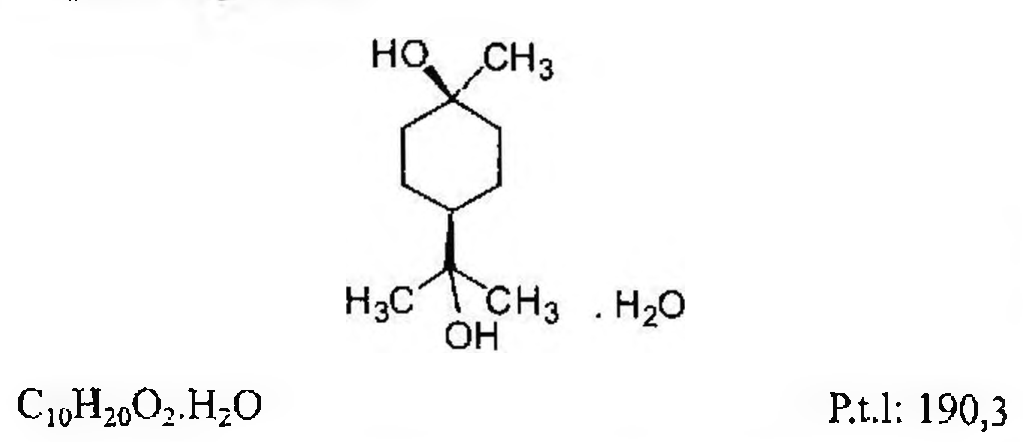 HO CH₃
H₃C CH₃ . H₂O
OH
C₁₀H₂₀O₂.H₂O P.t.l: 190,3